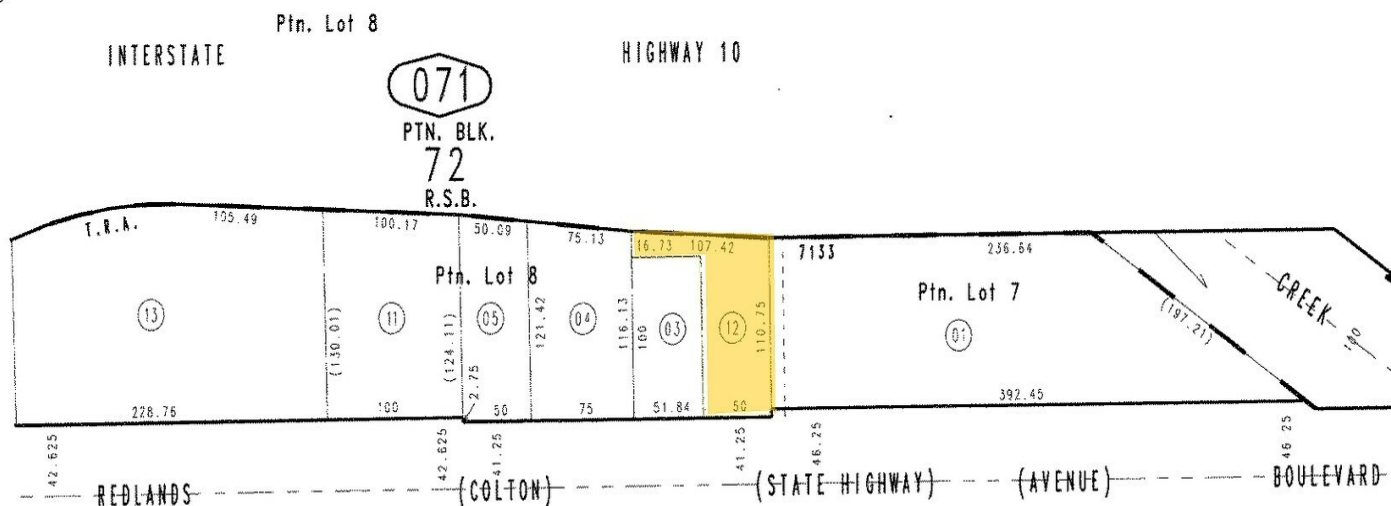 Ptn. Lot 8
INTERSTATE HIGHWAY 10
071
PTN. BLK.
72
R.S.B.
T.R.A. 105.49 100.17 50.09 75.13 16.73 107.42 7133 236.64
Ptn. Lot 8 Ptn. Lot 7
CREEK
100
13 11 05 04 03 12 01
(130.01) (124.11) 121.42 116.13 100 110.75 (197.21)
2.75
228.76 100 50 75 51.84 50 392.45
42.625 42.625 41.25 41.25 46.25 46.25
REDLANDS (COLTON) (STATE HIGHWAY) (AVENUE) BOULEVARD